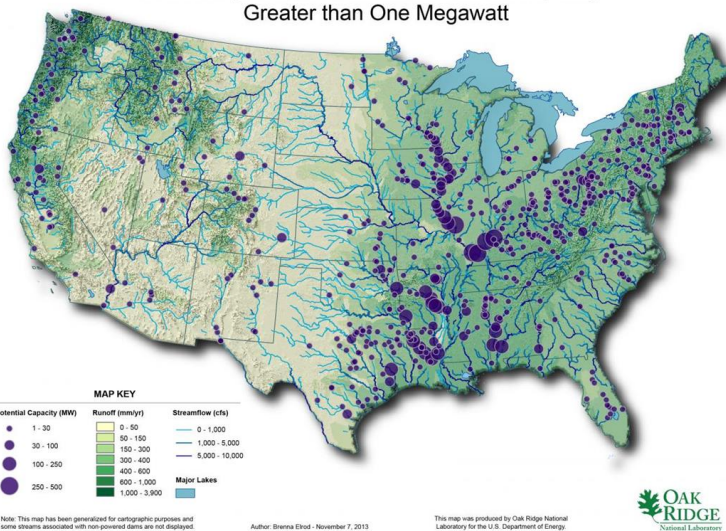 Greater than One Megawatt
MAP KEY
otential Capacity (MW)
1 - 30
30 - 100
100 - 250
250 - 500
Runoff (mm/yr)
0 - 50
50 - 150
150 - 300
300 - 400
400 - 600
600 - 1,000
1,000 - 3,900
Streamflow (cfs)
0 - 1,000
1,000 - 5,000
5,000 - 10,000
Major Lakes
Note: This map has been generalized for cartographic purposes and
some streams associated with non-powered dams are not displayed.
Author: Brenna Elrod - November 7, 2013
This map was produced by Oak Ridge National
Laboratory for the U.S. Department of Energy.
OAK
RIDGE
National Laboratory